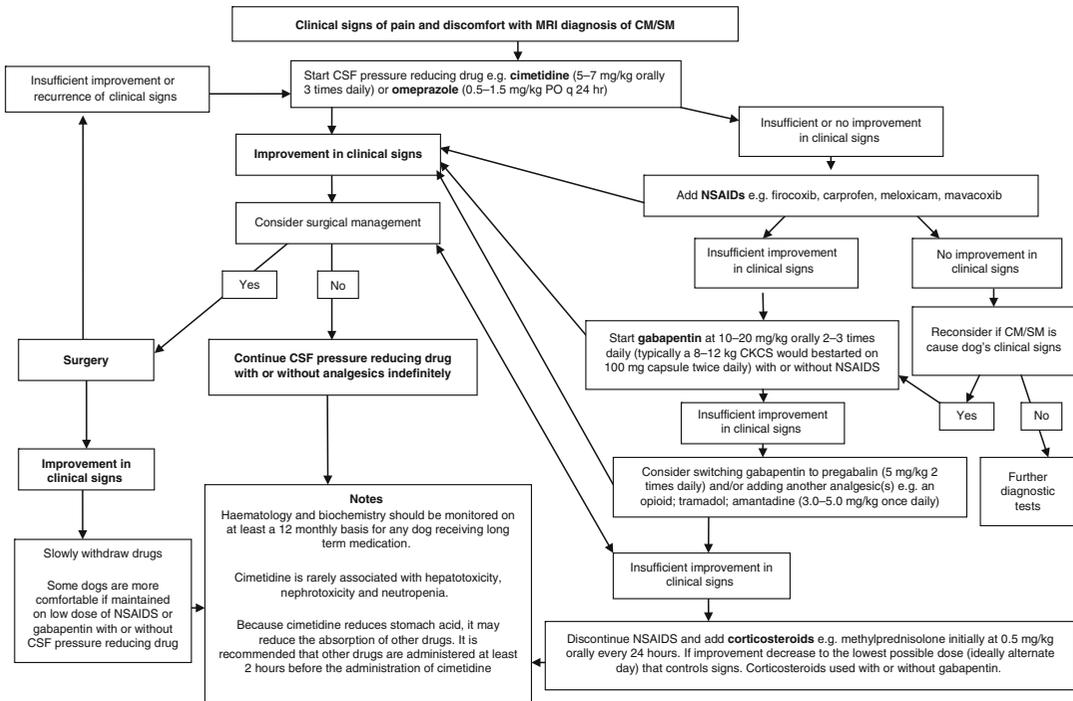 Clinical signs of pain and discomfort with MRI diagnosis of CM/SM
Insufficient improvement or
recurrence of clinical signs
Start CSF pressure reducing drug e.g. cimetidine (5–7 mg/kg orally
3 times daily) or omeprazole (0.5–1.5 mg/kg PO q 24 hr)
Insufficient or no improvement
in clinical signs
Improvement in clinical signs
Add NSAIDs e.g. firocoxib, carprofen, meloxicam, mavacoxib
Consider surgical management
Insufficient improvement
in clinical signs
No improvement in
clinical signs
Yes
No
Start gabapentin at 10–20 mg/kg orally 2–3 times
daily (typically a 8–12 kg CKCS would bestarted on
100 mg capsule twice daily) with or without NSAIDS
Reconsider if CM/SM is
cause dog's clinical signs
Surgery
Continue CSF pressure reducing drug
with or without analgesics indefinitely
Insufficient improvement
in clinical signs
Yes
No
Improvement in
clinical signs
Consider switching gabapentin to pregabalin (5 mg/kg 2
times daily) and/or adding another analgesic(s) e.g. an
opioid; tramadol; amantadine (3.0–5.0 mg/kg once daily)
Further
diagnostic
tests
Notes
Haematology and biochemistry should be monitored on
at least a 12 monthly basis for any dog receiving long
term medication.
Cimetidine is rarely associated with hepatotoxicity,
nephrotoxicity and neutropenia.
Because cimetidine reduces stomach acid, it may
reduce the absorption of other drugs. It is
recommended that other drugs are administered at least
2 hours before the administration of cimetidine
Slowly withdraw drugs
Some dogs are more
comfortable if maintained
on low dose of NSAIDS or
gabapentin with or without
CSF pressure reducing drug
Insufficient improvement in
clinical signs
Discontinue NSAIDS and add corticosteroids e.g. methylprednisolone initially at 0.5 mg/kg
orally every 24 hours. If improvement decrease to the lowest possible dose (ideally alternate
day) that controls signs. Corticosteroids used with or without gabapentin.